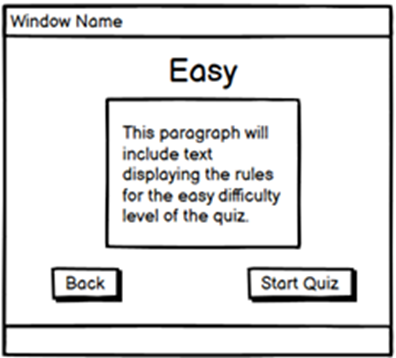 Window Name
Easy
This paragraph will
include text
displaying the rules
for the easy difficulty
level of the quiz.
Back
Start Quiz